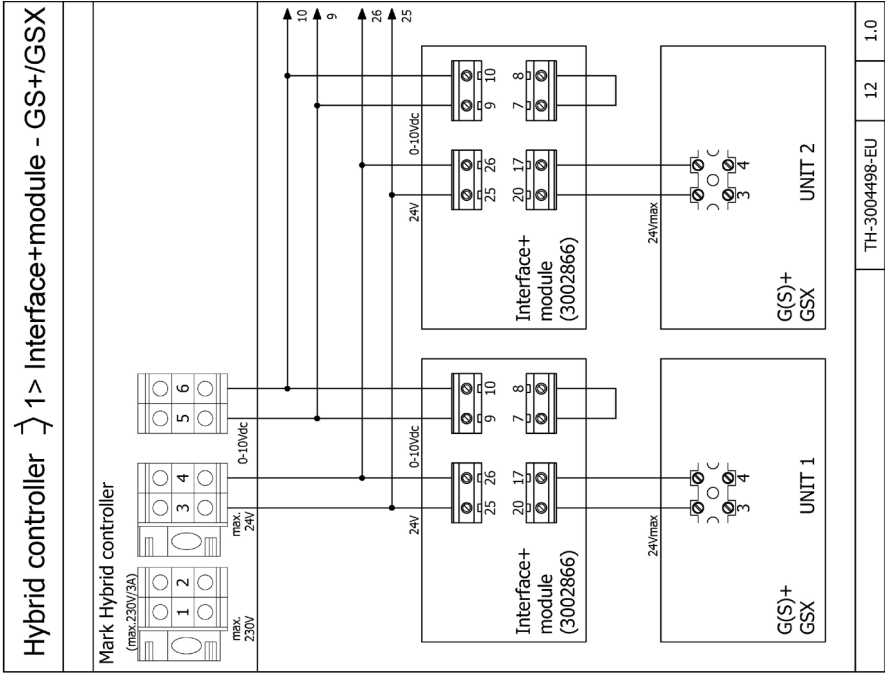 Hybrid controller 1> Interface+module - GS+/GSX
Mark Hybrid controller
(max.230V/3A)
1 2 3 4 5 6
max.
230V
max.
24V
0-10Vdc
10
9
26
25
24V
0-10Vdc
25 26 9 10
20 17 7 8
Interface+
module
(3002866)
24Vmax
3 4
G(S)+
GSX
UNIT 1
24V
0-10Vdc
25 26 9 10
20 17 7 8
Interface+
module
(3002866)
24Vmax
3 4
G(S)+
GSX
UNIT 2
TH-3004498-EU 12 1.0